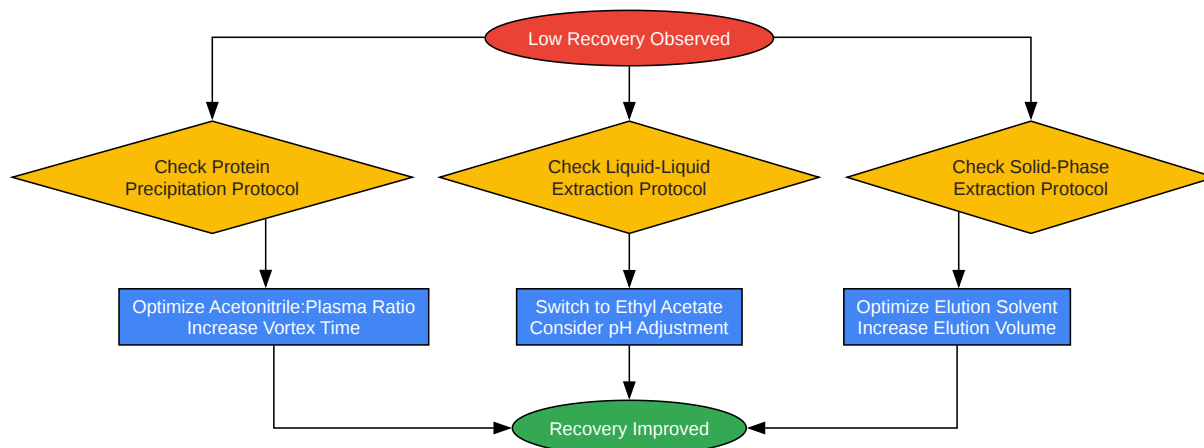 Low Recovery Observed
Check Protein
Precipitation Protocol
Check Liquid-Liquid
Extraction Protocol
Check Solid-Phase
Extraction Protocol
Optimize Acetonitrile:Plasma Ratio
Increase Vortex Time
Switch to Ethyl Acetate
Consider pH Adjustment
Optimize Elution Solvent
Increase Elution Volume
Recovery Improved